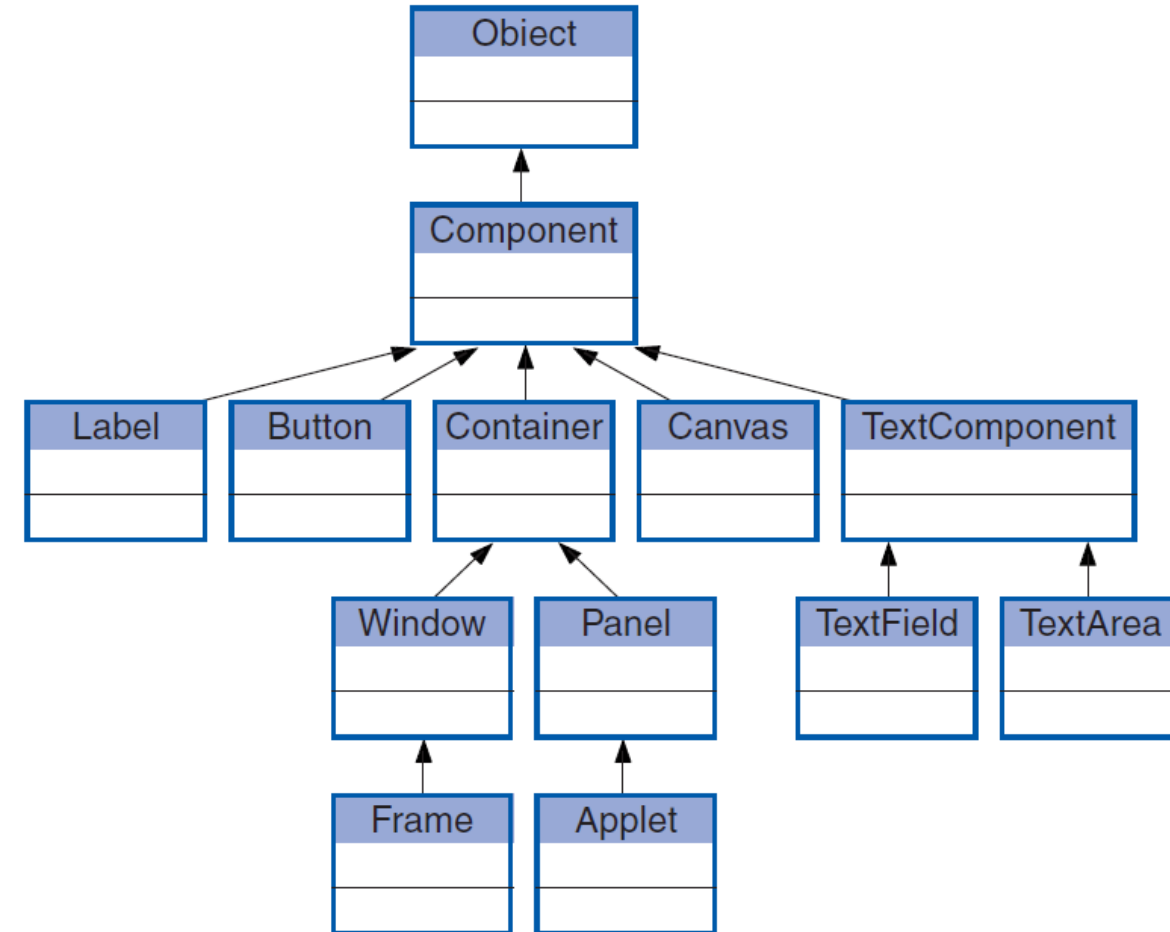 Obiect
Component
Label
Button
Container
Canvas
TextComponent
Window
Panel
TextField
TextArea
Frame
Applet